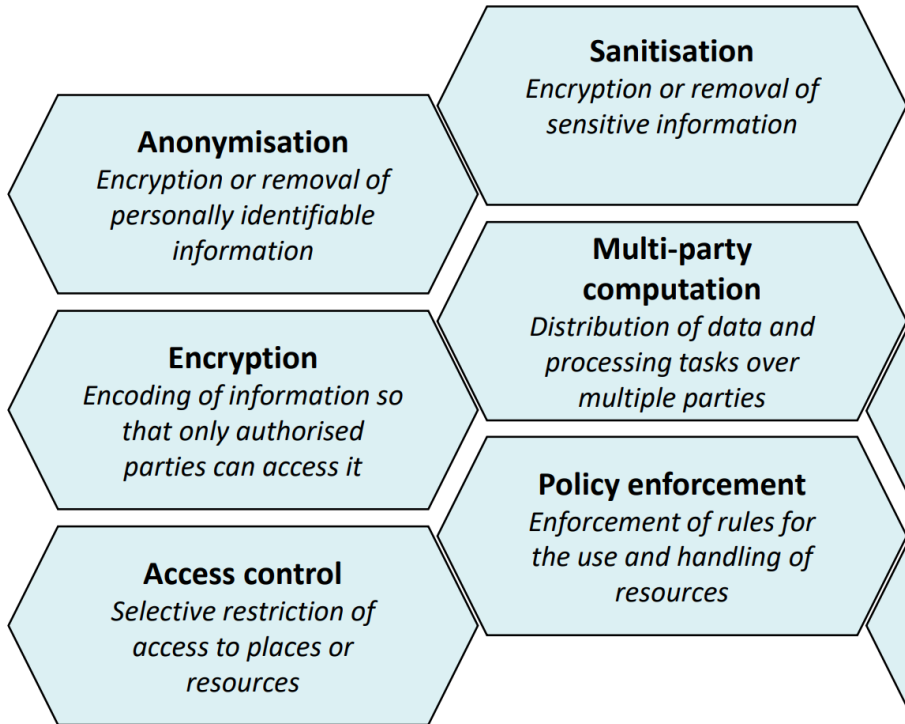 Sanitisation
Encryption or removal of
sensitive information
Anonymisation
Encryption or removal of
personally identifiable
information
Multi-party
computation
Distribution of data and
processing tasks over
multiple parties
Encryption
Encoding of information so
that only authorised
parties can access it
Policy enforcement
Enforcement of rules for
the use and handling of
resources
Access control
Selective restriction of
access to places or
resources